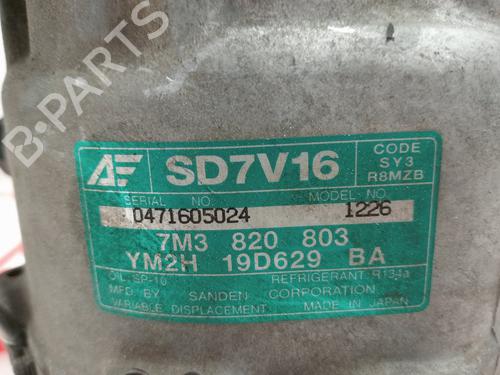 B-PARTS
AF SD7V16
CODE
SY3
R8MZB
SERIAL NO. MODEL NO.
0471605024 1226
7M3 820 803
YM2H 19D629 BA
OIL SP-10 REFRIGERANT R134a
MFD BY SANDEN CORPORATION
VARIABLE DISPLACEMENT MADE IN JAPAN